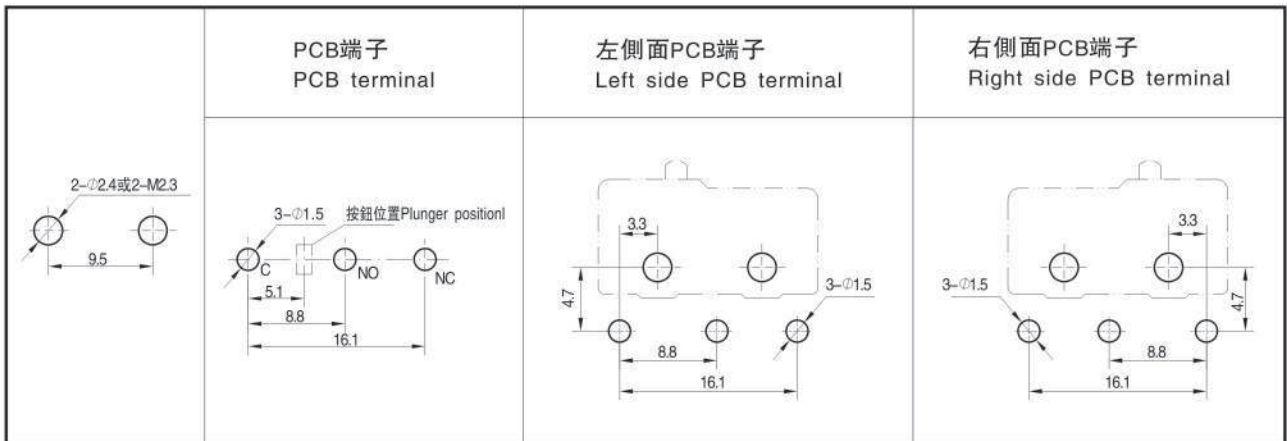 PCB端子
PCB terminal
左側面PCB端子
Left side PCB terminal
右側面PCB端子
Right side PCB terminal
2-∅2.4或2-M2.3
9.5
3-∅1.5
按鈕位置Plunger positionl
C
NO
NC
5.1
8.8
16.1
3.3
4.7
3-∅1.5
8.8
16.1
3.3
3-∅1.5
4.7
8.8
16.1